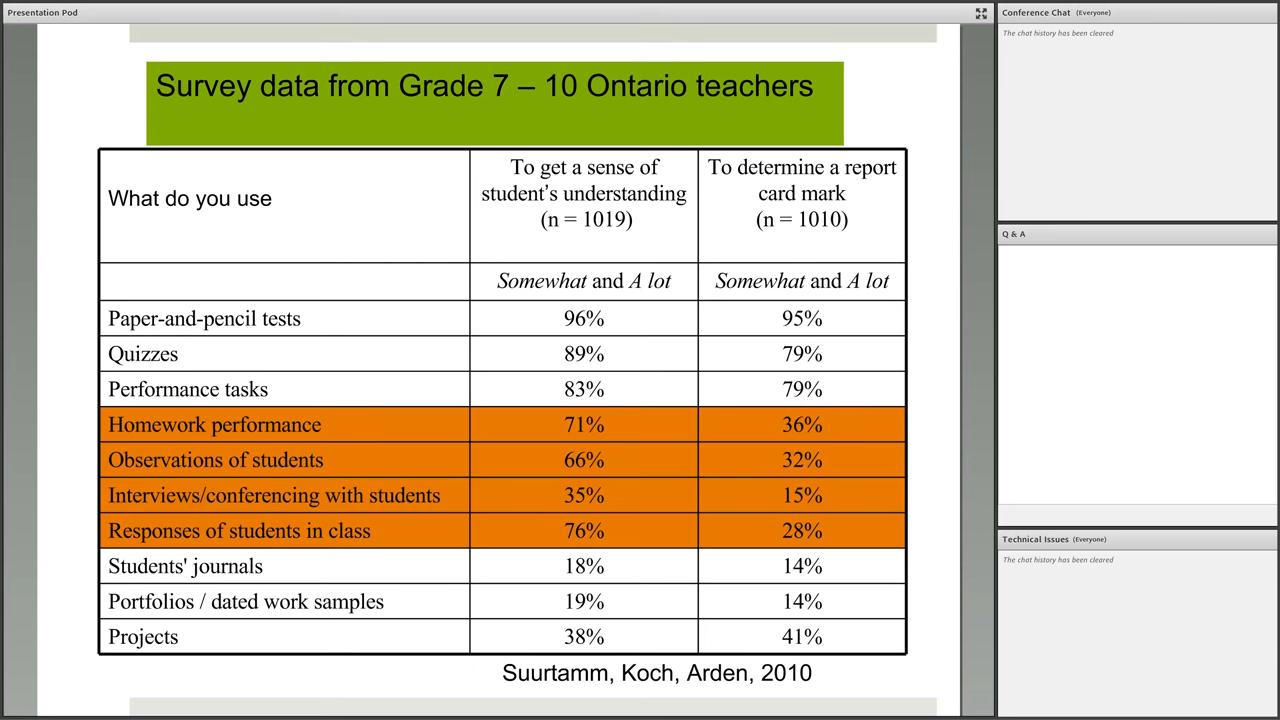 Presentation Pod
Survey data from Grade 7 – 10 Ontario teachers
What do you use
To get a sense of
student's understanding
(n = 1019)
To determine a report
card mark
(n = 1010)
Somewhat and A lot
Somewhat and A lot
Paper-and-pencil tests 96% 95%
Quizzes 89% 79%
Performance tasks 83% 79%
Homework performance 71% 36%
Observations of students 66% 32%
Interviews/conferencing with students 35% 15%
Responses of students in class 76% 28%
Students' journals 18% 14%
Portfolios / dated work samples 19% 14%
Projects 38% 41%
Suurtamm, Koch, Arden, 2010
Conference Chat (Everyone)
The chat history has been cleared
Q & A
Technical Issues (Everyone)
The chat history has been cleared